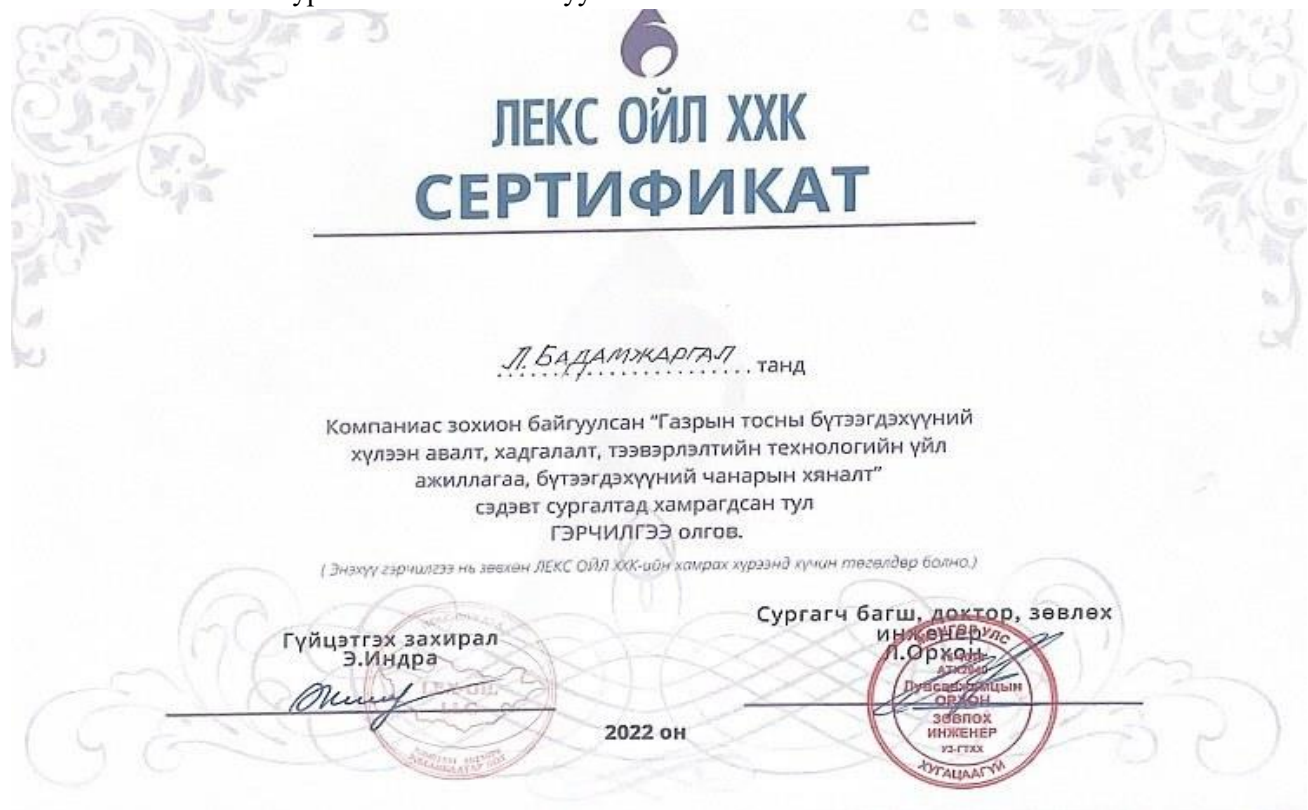 ЛЕКС ОЙЛ ХХК
СЕРТИФИКАТ
Л. БАДАМЖАРГАЛ танд
Компаниас зохион байгуулсан “Газрын тосны бүтээгдэхүүний
хүлээн авалт, хадгалалт, тээвэрлэлтийн технологийн үйл
ажиллагаа, бүтээгдэхүүний чанарын хяналт”
сэдэвт сургалтад хамрагдсан тул
ГЭРЧИЛГЭЭ олгов.
( Энэхүү гэрчилгээ нь зөвхөн ЛЕКС ОЙЛ ХХК-ийн хамрах хүрээнд хүчин төгөлдөр болно.)
Гүйцэтгэх захирал
Э.Индра
Сургагч багш, доктор, зөвлөх
инженер
Л.Орхон
МОНГОЛ УЛС
ОРХОН
ЗӨВЛӨХ
ИНЖЕНЕР
ХУГАЦААГҮЙ
2022 он